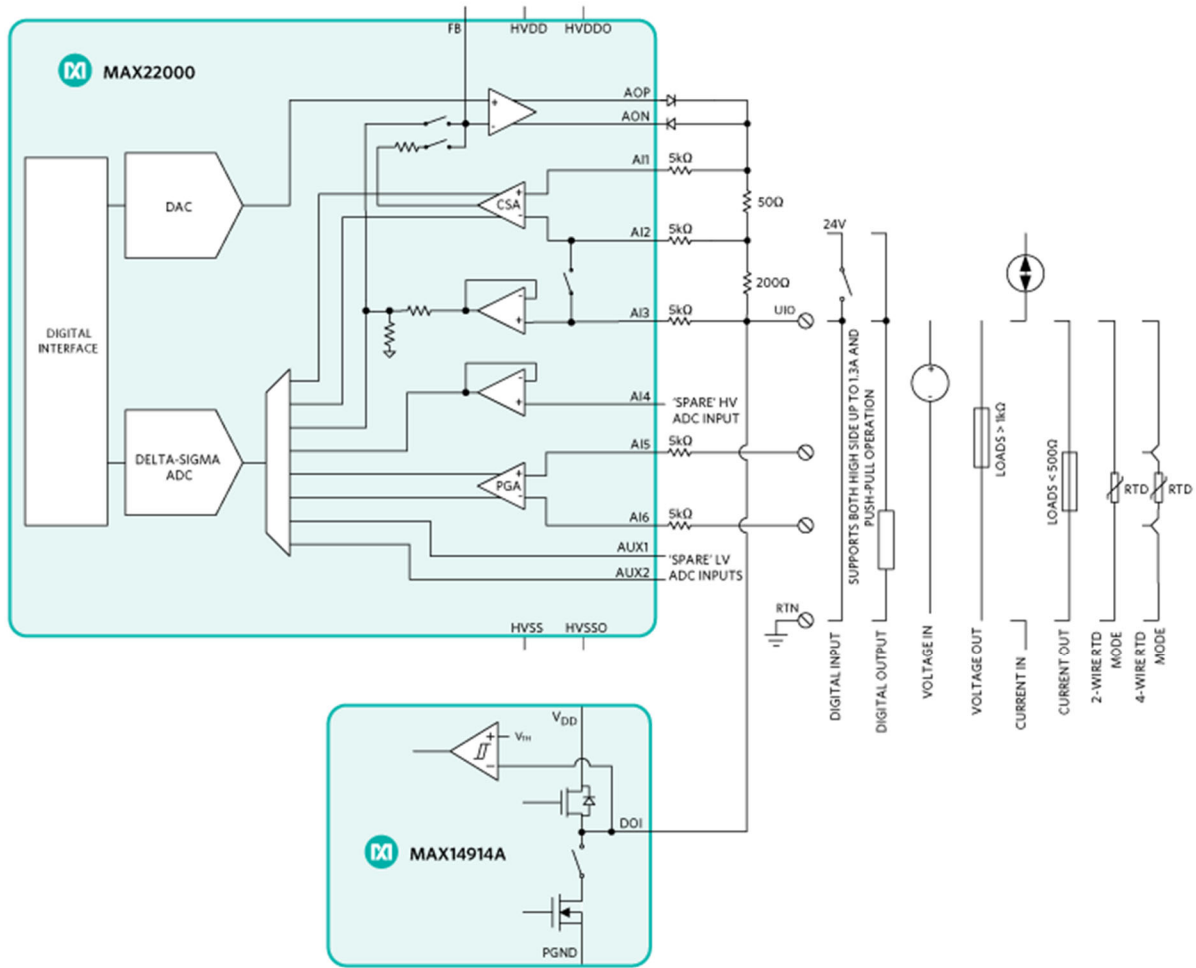 FB
HVDD
HVDDO
MAX22000
AOP
AON
+
-
AI1
5kΩ
DAC
CSA
+
-
50Ω
AI2
5kΩ
24V
200Ω
DIGITAL
INTERFACE
-
+
AI3
5kΩ
UIO
-
+
AI4
'SPARE' HV
ADC INPUT
+
-
DELTA-SIGMA
ADC
PGA
+
-
AI5
5kΩ
AI6
5kΩ
AUX1
AUX2
'SPARE' LV
ADC INPUTS
RTN
HVSS
HVSSO
SUPPORTS BOTH HIGH SIDE UP TO 1.3A AND
PUSH-PULL OPERATION
LOADS > 1kΩ
LOADS < 500Ω
RTD
RTD
DIGITAL INPUT
DIGITAL OUTPUT
VOLTAGE IN
VOLTAGE OUT
CURRENT IN
CURRENT OUT
2-WIRE RTD
MODE
4-WIRE RTD
MODE
VDD
+
VTH
-
DOI
MAX14914A
PGND